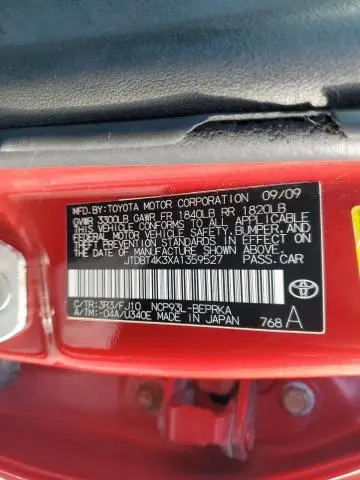 MFD. BY: TOYOTA MOTOR CORPORATION 09/09
GVWR 3300LB GAWR FR 1840LB RR 1820LB
THIS VEHICLE CONFORMS TO ALL APPLICABLE
FEDERAL MOTOR VEHICLE SAFETY, BUMPER,
AND THEFT PREVENTION STANDARDS IN EFFECT
ON THE DATE OF MANUFACTURE SHOWN ABOVE.
JTDBT4K3XA1359527 PASS. CAR
C/TR: 3R3/FJ10 NCP93L-BEPRKA
A/TM: -04A/U340E MADE IN JAPAN
768 A